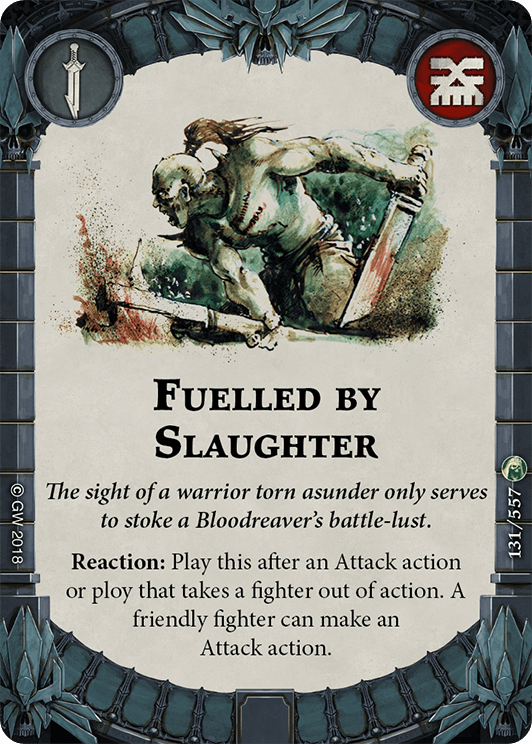 FUELLED BY
SLAUGHTER
The sight of a warrior torn asunder only serves
to stoke a Bloodreaver's battle-lust.
Reaction: Play this after an Attack action
or ploy that takes a fighter out of action. A
friendly fighter can make an
Attack action.
© GW 2018
131/557